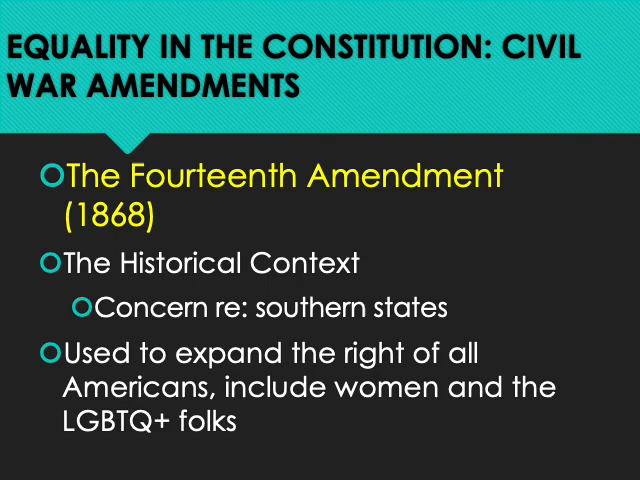 EQUALITY IN THE CONSTITUTION: CIVIL
WAR AMENDMENTS
The Fourteenth Amendment
(1868)
The Historical Context
Concern re: southern states
Used to expand the right of all
Americans, include women and the
LGBTQ+ folks